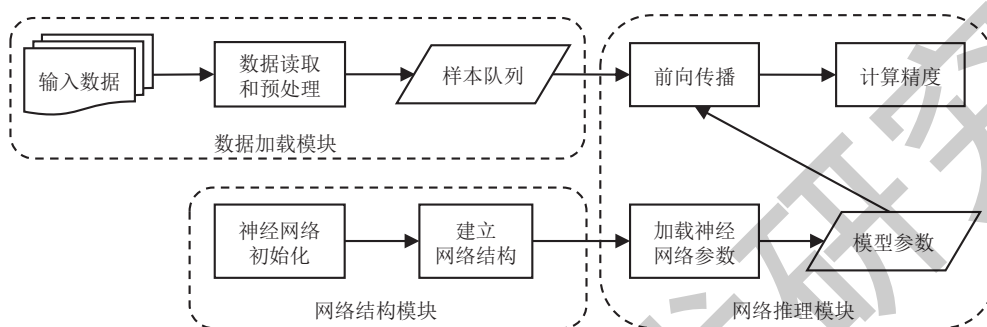 输入数据
数据读取
和预处理
样本队列
前向传播
计算精度
数据加载模块
神经网络
初始化
建立
网络结构
加载神经
网络参数
模型参数
网络结构模块
网络推理模块
研